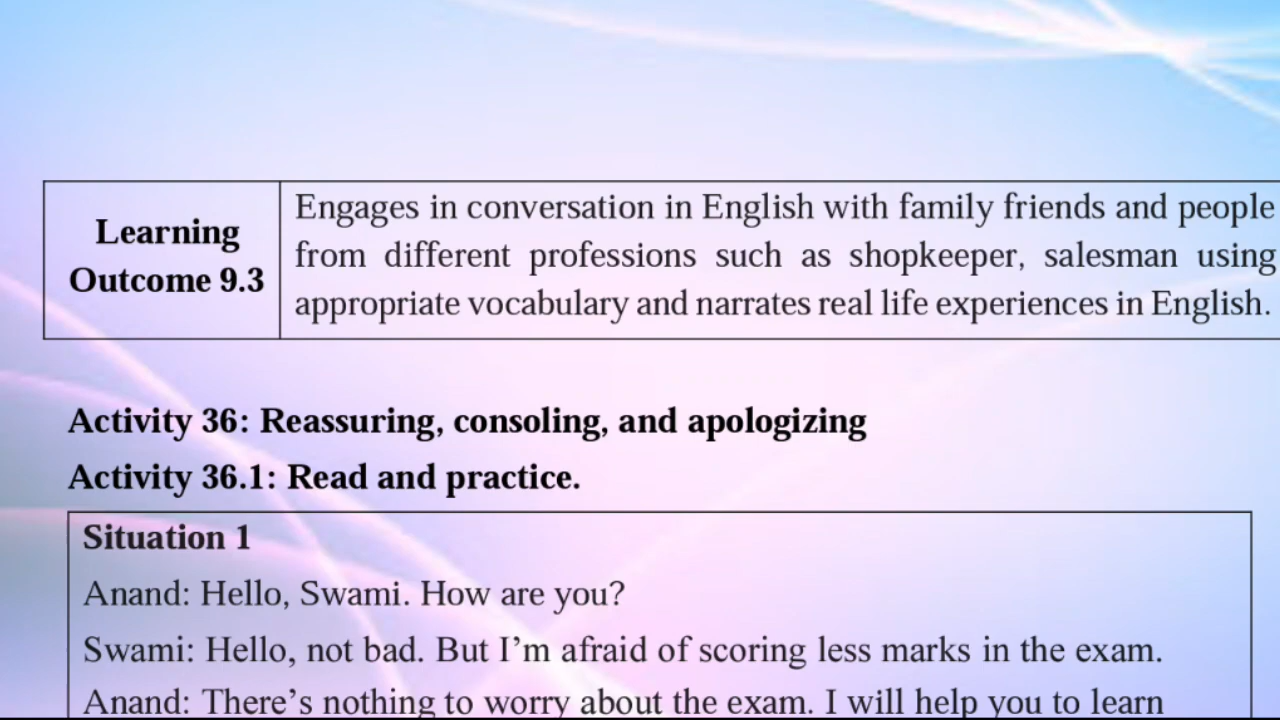 Learning
Outcome 9.3
Engages in conversation in English with family friends and people
from different professions such as shopkeeper, salesman using
appropriate vocabulary and narrates real life experiences in English.
Activity 36: Reassuring, consoling, and apologizing
Activity 36.1: Read and practice.
Situation 1
Anand: Hello, Swami. How are you?
Swami: Hello, not bad. But I’m afraid of scoring less marks in the exam.
Anand: There’s nothing to worry about the exam. I will help you to learn